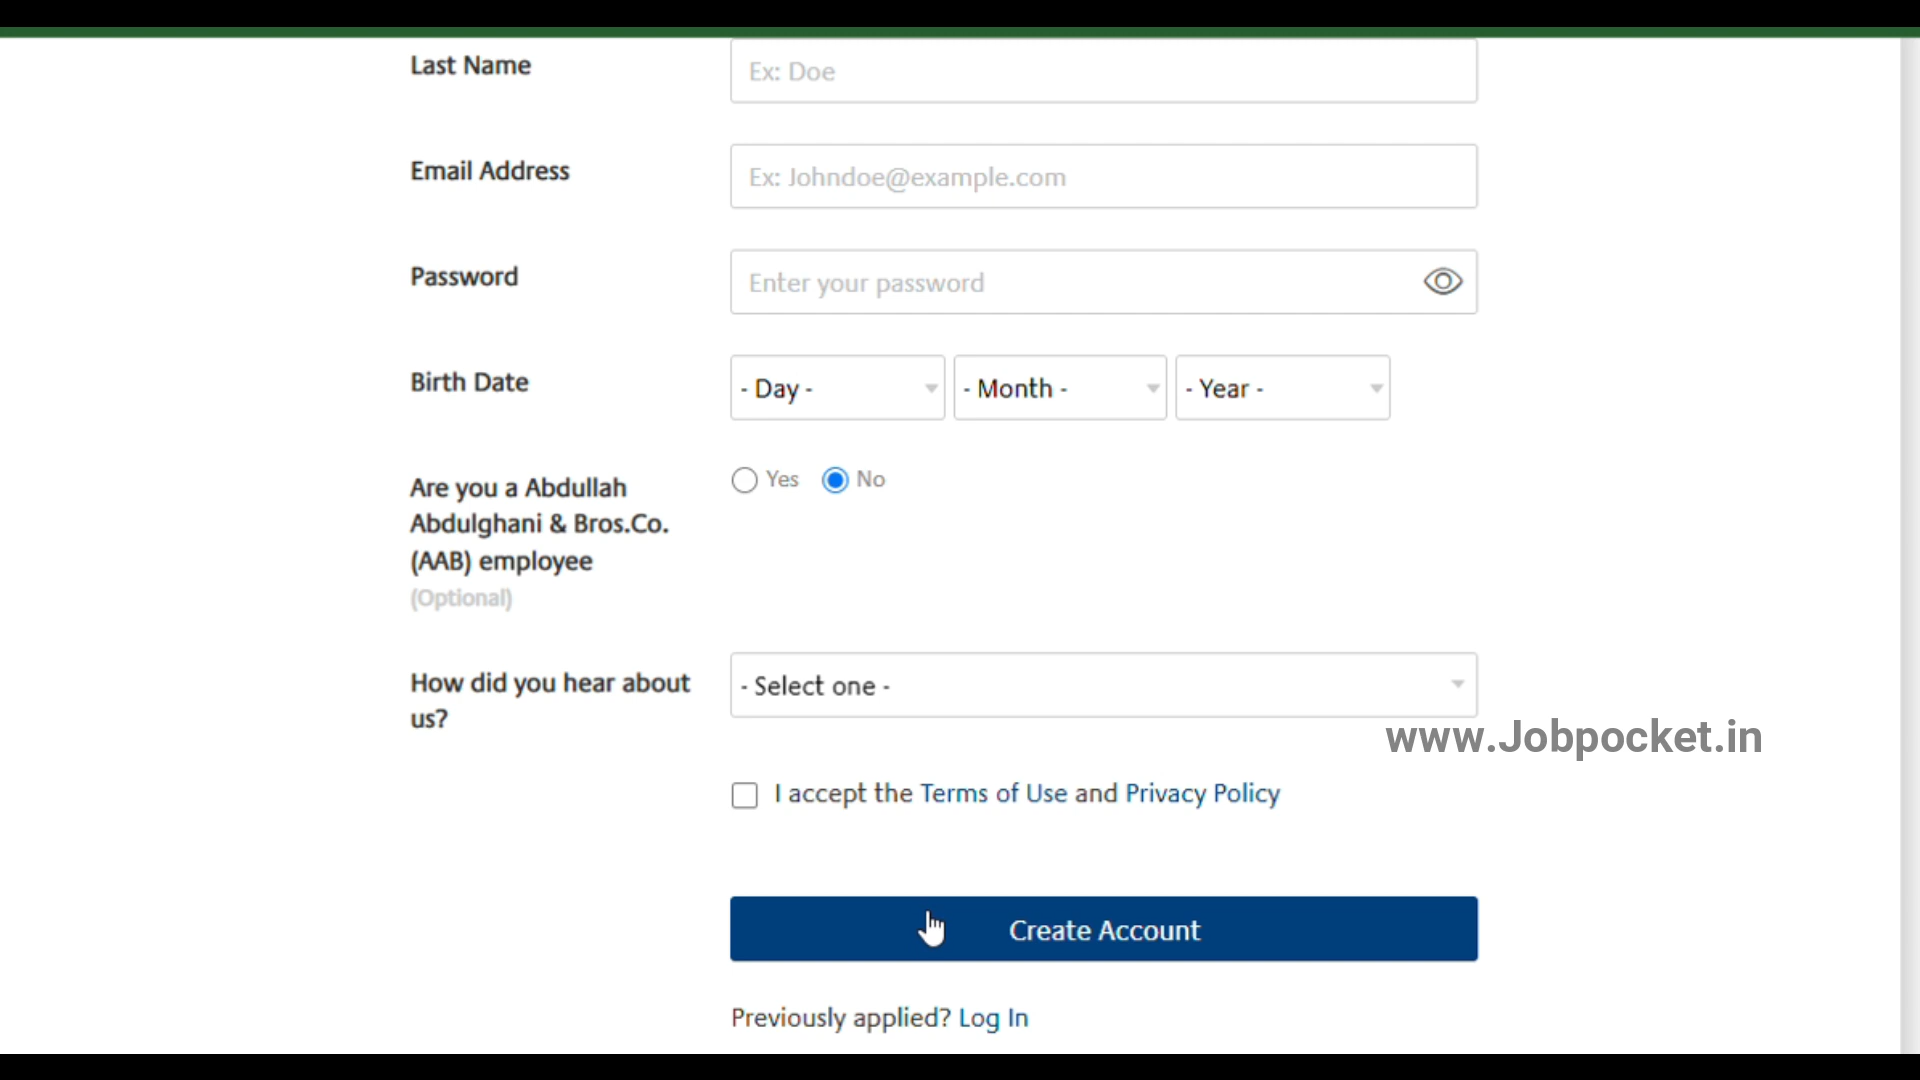 Last Name
Ex: Doe
Email Address
Ex: Johndoe@example.com
Password
Enter your password
Birth Date
- Day -
- Month -
- Year -
Are you a Abdullah
Abdulghani & Bros.Co.
(AAB) employee
(Optional)
Yes
No
How did you hear about
us?
- Select one -
www.Jobpocket.in
I accept the Terms of Use and Privacy Policy
Create Account
Previously applied? Log In